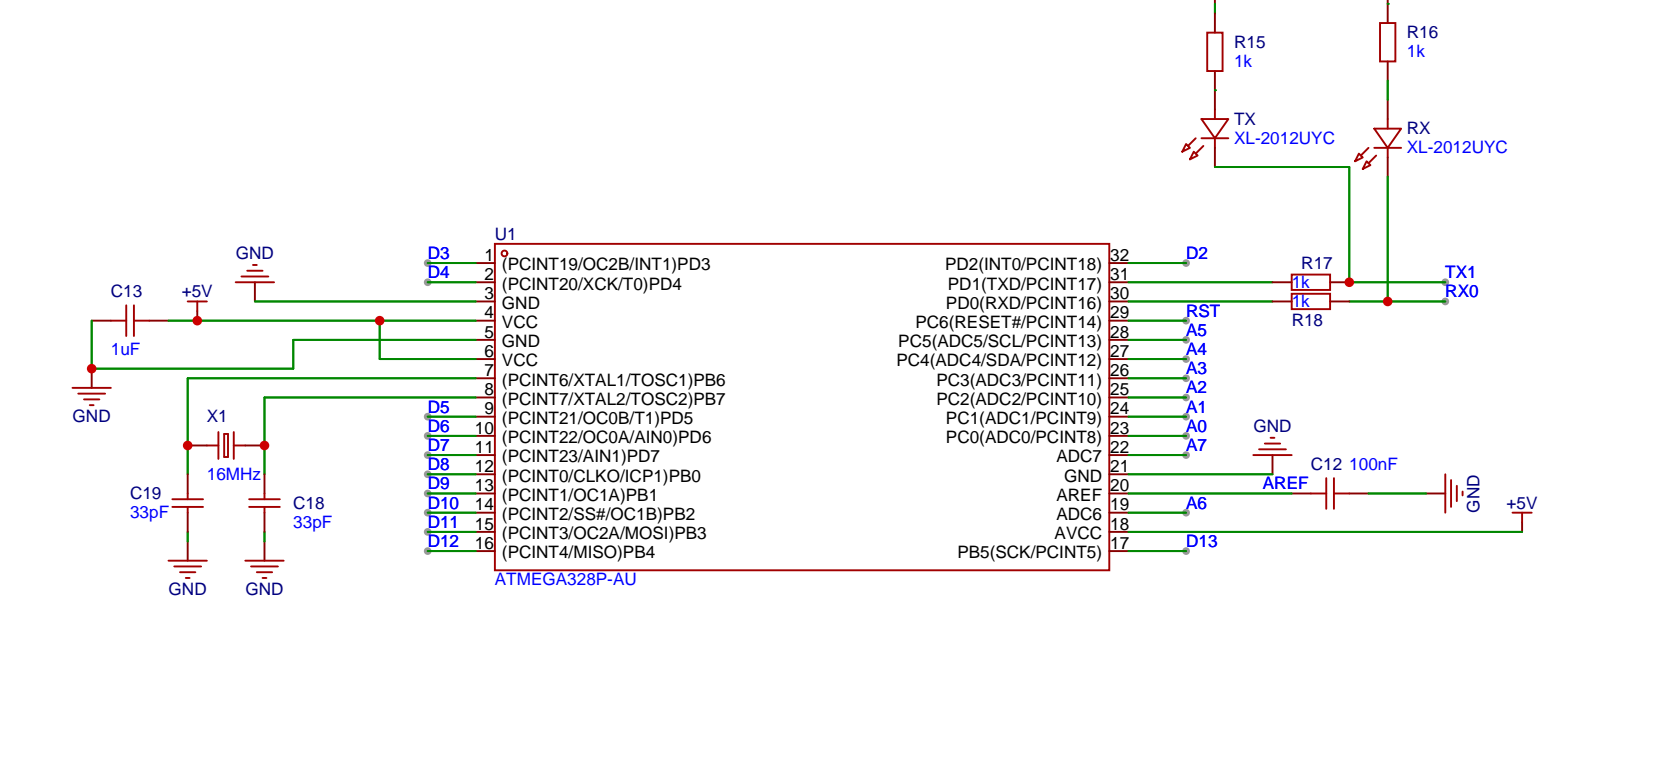 R15
1k
R16
1k
TX
XL-2012UYC
RX
XL-2012UYC
U1
D3 1 (PCINT19/OC2B/INT1)PD3
D4 2 (PCINT20/XCK/T0)PD4
GND 3 GND
C13
1uF
+5V
4 VCC
5 GND
6 VCC
GND
7 (PCINT6/XTAL1/TOSC1)PB6
8 (PCINT7/XTAL2/TOSC2)PB7
D5 9 (PCINT21/OC0B/T1)PD5
D6 10 (PCINT22/OC0A/AIN0)PD6
D7 11 (PCINT23/AIN1)PD7
D8 12 (PCINT0/CLKO/ICP1)PB0
D9 13 (PCINT1/OC1A)PB1
D10 14 (PCINT2/SS#/OC1B)PB2
D11 15 (PCINT3/OC2A/MOSI)PB3
D12 16 (PCINT4/MISO)PB4
X1
16MHz
C19
33pF
C18
33pF
GND
GND
PD2(INT0/PCINT18) 32 D2
PD1(TXD/PCINT17) 31 R17 1k TX1
PD0(RXD/PCINT16) 30 1k R18 RX0
PC6(RESET#/PCINT14) 29 RST
PC5(ADC5/SCL/PCINT13) 28 A5
PC4(ADC4/SDA/PCINT12) 27 A4
PC3(ADC3/PCINT11) 26 A3
PC2(ADC2/PCINT10) 25 A2
PC1(ADC1/PCINT9) 24 A1
PC0(ADC0/PCINT8) 23 A0
ADC7 22 A7
GND 21 GND
AREF 20 AREF C12 100nF GND
ADC6 19 A6
AVCC 18 +5V
PB5(SCK/PCINT5) 17 D13
ATMEGA328P-AU